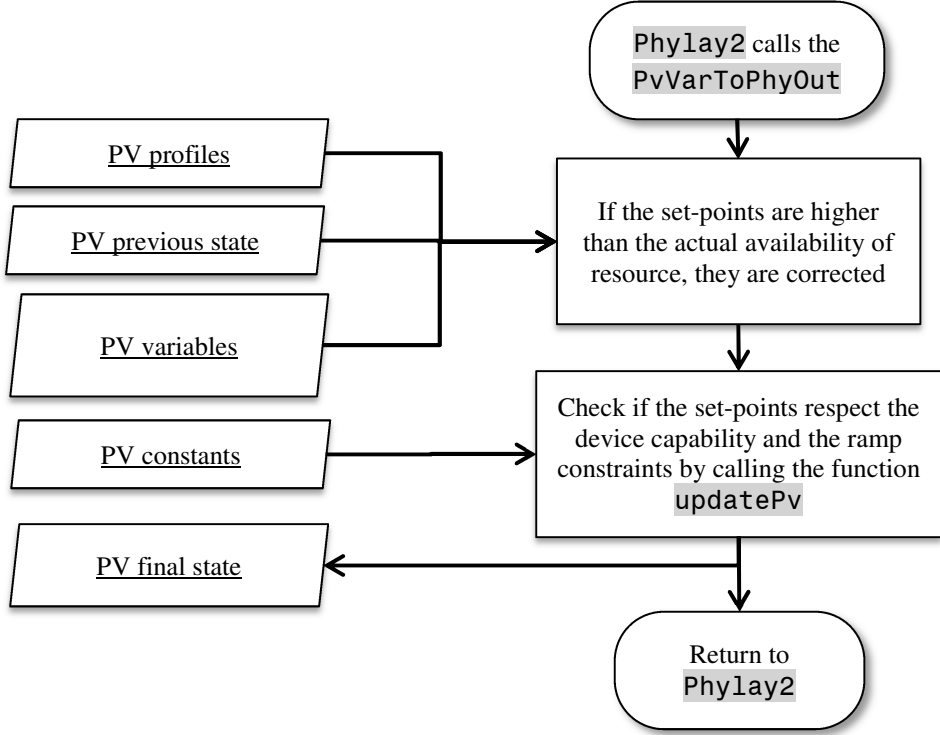 Phylay2 calls the
PvVarToPhyOut
PV profiles
If the set-points are higher
than the actual availability of
resource, they are corrected
PV previous state
PV variables
Check if the set-points respect the
device capability and the ramp
constraints by calling the function
updatePv
PV constants
PV final state
Return to
Phylay2